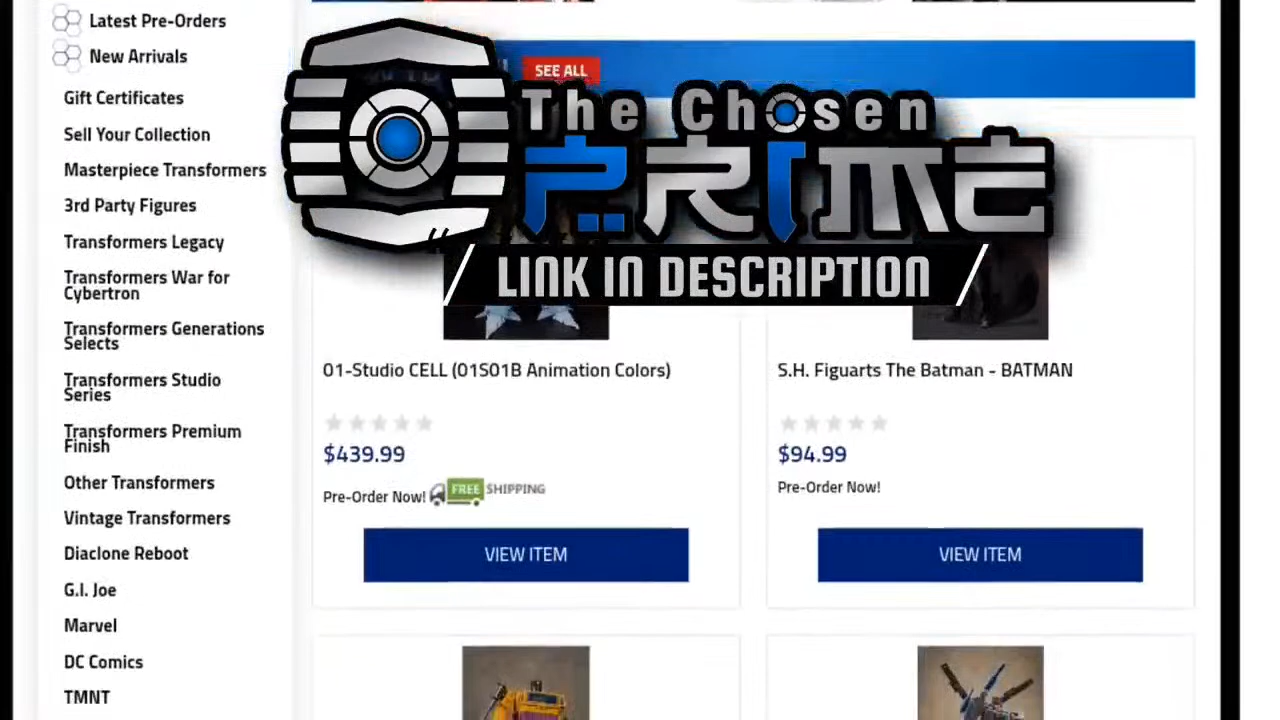 Latest Pre-Orders
New Arrivals
Gift Certificates
Sell Your Collection
Masterpiece Transformers
3rd Party Figures
Transformers Legacy
Transformers War for
Cybertron
Transformers Generations
Selects
Transformers Studio
Series
Transformers Premium
Finish
Other Transformers
Vintage Transformers
Diaclone Reboot
G.I. Joe
Marvel
DC Comics
TMNT
SEE ALL
The Chosen
PRIME
LINK IN DESCRIPTION
01-Studio CELL (01S01B Animation Colors)
$439.99
Pre-Order Now! FREE SHIPPING
VIEW ITEM
S.H. Figuarts The Batman - BATMAN
$94.99
Pre-Order Now!
VIEW ITEM